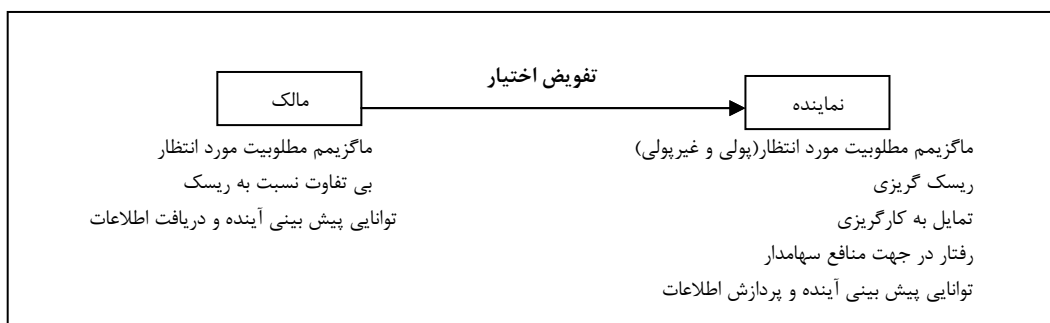 تفویض اختیار
مالک
نماینده
ماگزیمم مطلوبیت مورد انتظار
بی تفاوت نسبت به ریسک
توانایی پیش بینی آینده و دریافت اطلاعات
ماگزیمم مطلوبیت مورد انتظار(پولی و غیرپولی)
ریسک گریزی
تمایل به کارگریزی
رفتار در جهت منافع سهامدار
توانایی پیش بینی آینده و پردازش اطلاعات